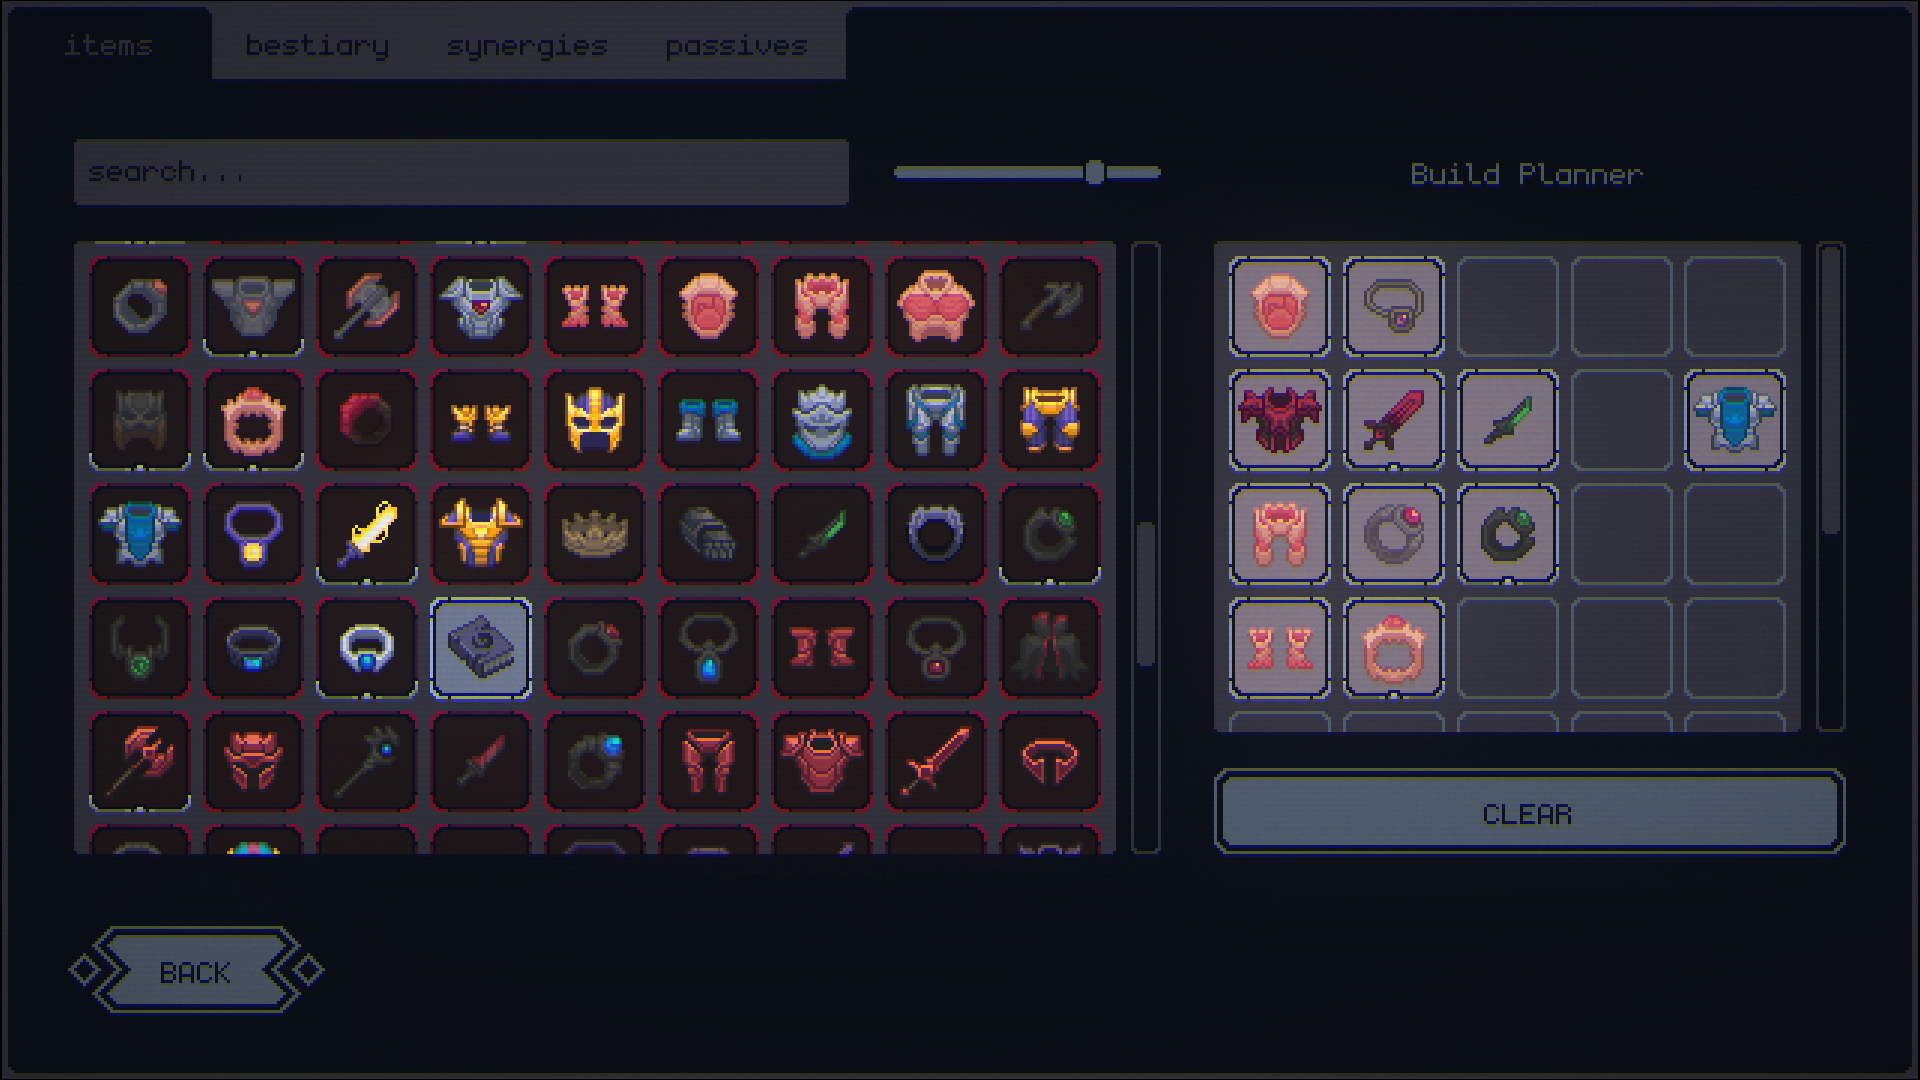 items
bestiary
synergies
passives
search...
Build Planner
CLEAR
BACK